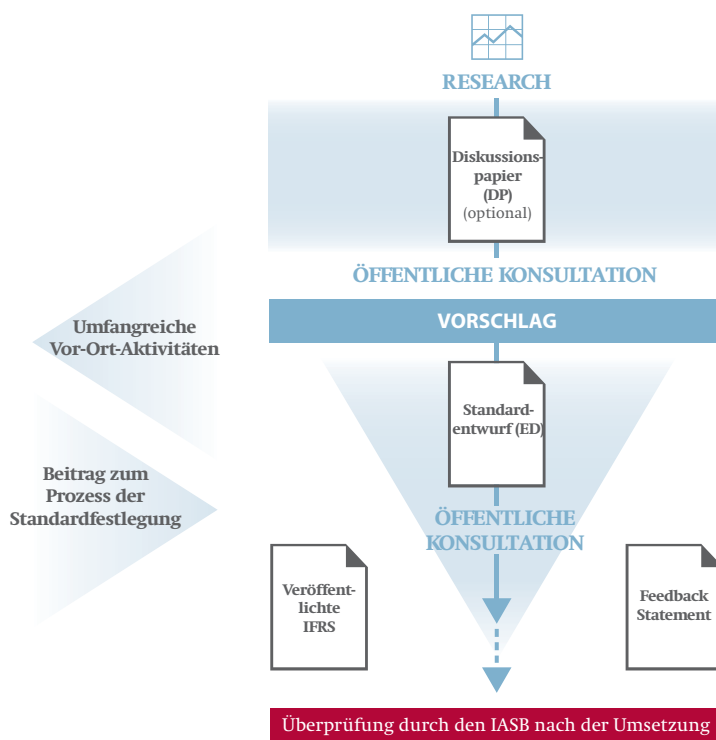 RESEARCH
Diskussions-
papier
(DP)
(optional)
ÖFFENTLICHE KONSULTATION
VORSCHLAG
Umfangreiche
Vor-Ort-Aktivitäten
Standard-
entwurf (ED)
Beitrag zum
Prozess der
Standardfestlegung
ÖFFENTLICHE
KONSULTATION
Veröffent-
lichte
IFRS
Feedback
Statement
Überprüfung durch den IASB nach der Umsetzung